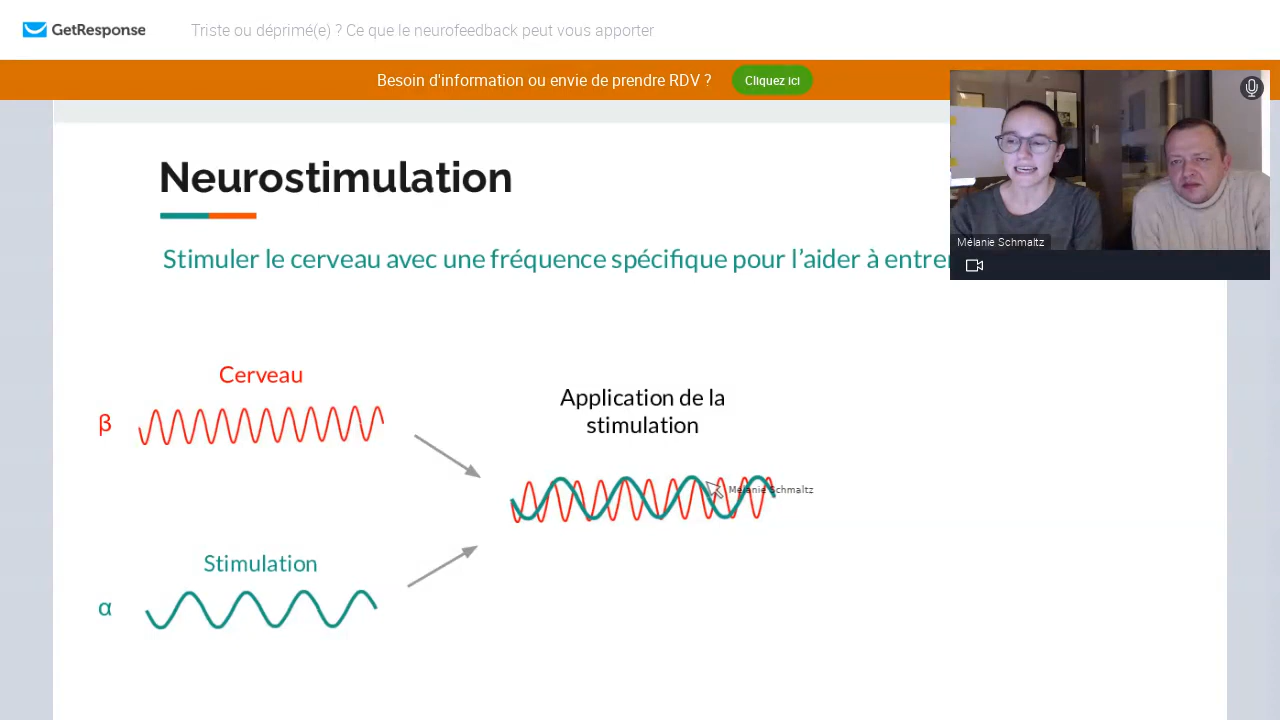 GetResponse
Triste ou déprimé(e) ? Ce que le neurofeedback peut vous apporter
Besoin d'information ou envie de prendre RDV ?
Cliquez ici
Mélanie Schmaltz
Neurostimulation
Stimuler le cerveau avec une fréquence spécifique pour l'aider à entrer
Cerveau
β
Application de la
stimulation
Mélanie Schmaltz
Stimulation
α